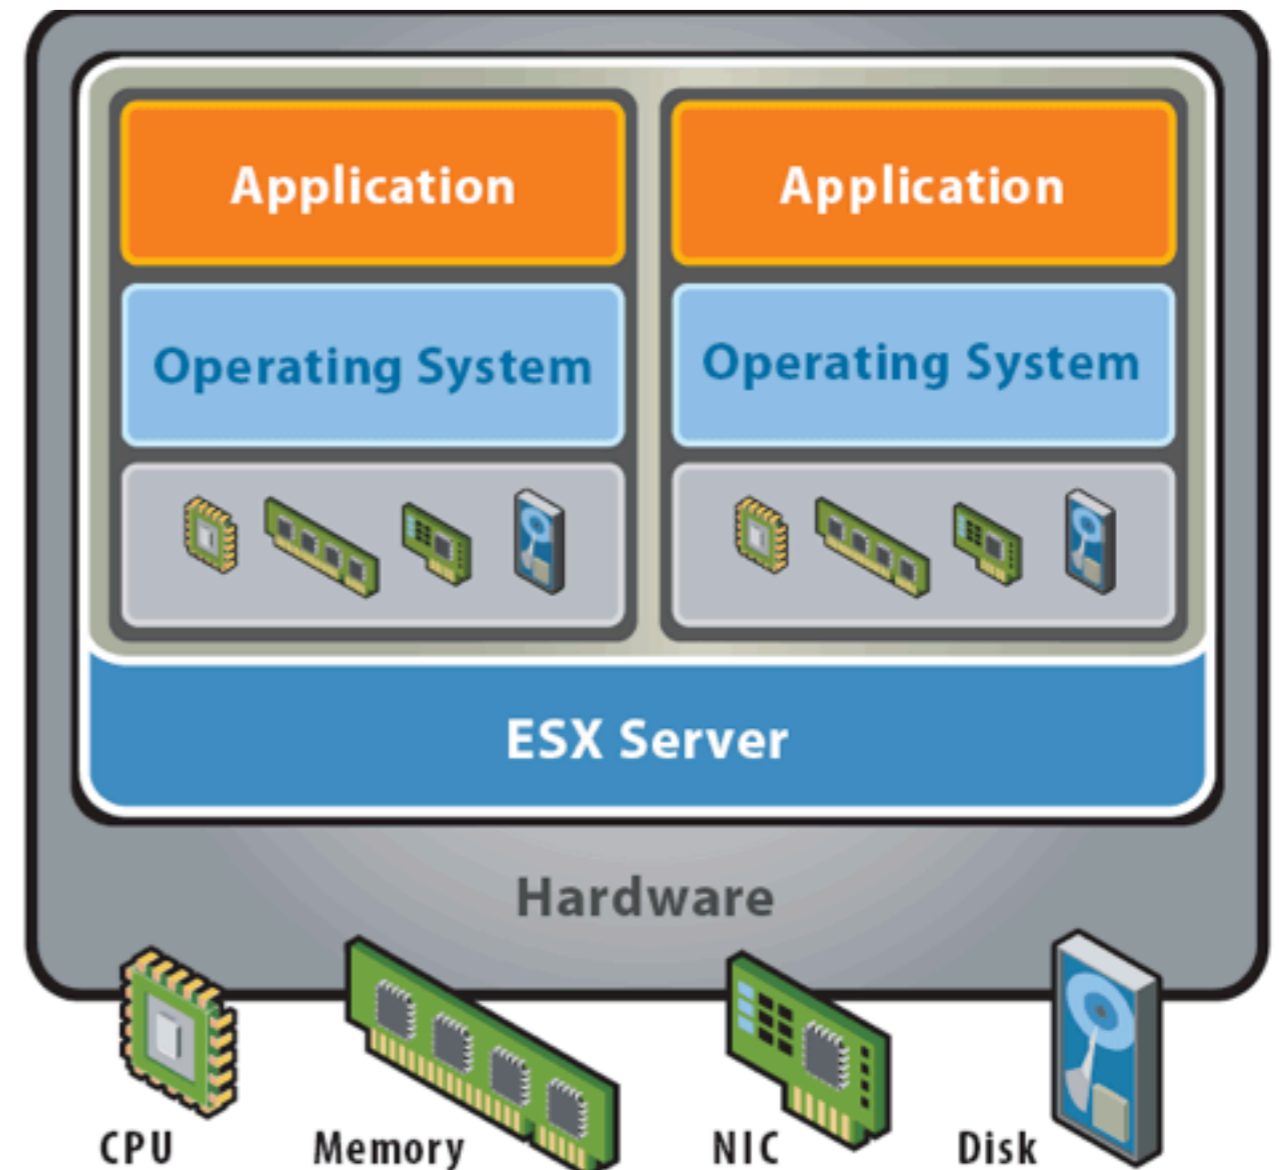 Application
Application
Operating System
Operating System
ESX Server
Hardware
CPU
Memory
NIC
Disk